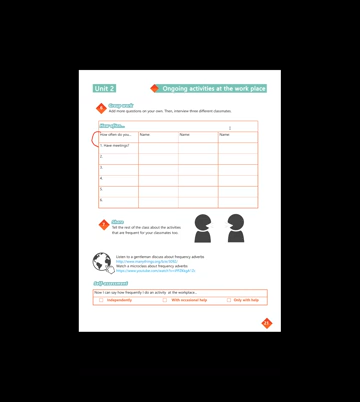 Unit 2
Ongoing activities at the work place
6
Group work
Add more questions on your own. Then, interview three different classmates.
How often do you... Name: Name: Name:
1. Have meetings?
2.
3.
4.
5.
6.
7
Share
Tell the rest of the class about the activities
that are frequent for your classmates too.
Listen to a gentleman discuss about frequency adverbs
Watch a microclass about frequency adverbs
Self-assessment
Now I can say how frequently I do an activity at the workplace...
Independently With occasional help Only with help